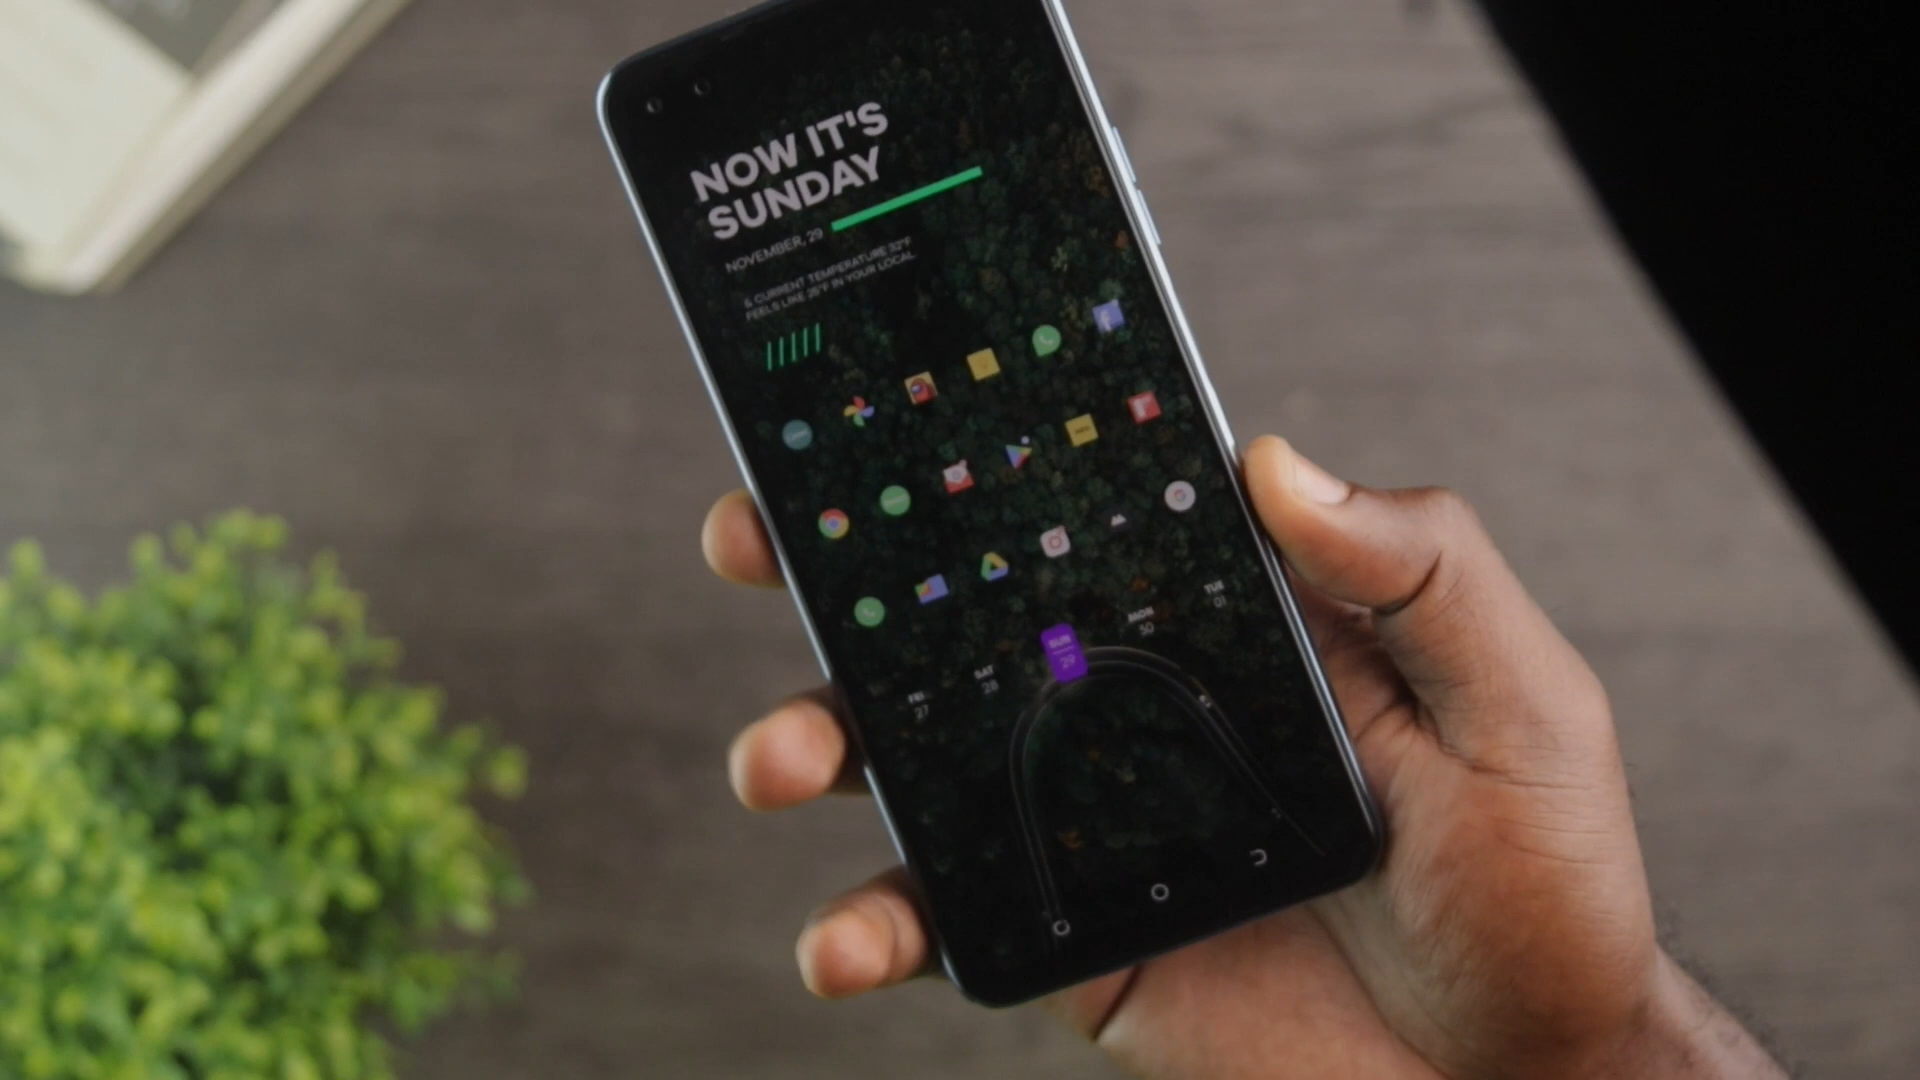 NOW IT'S
SUNDAY
NOVEMBER, 29
& CURRENT TEMPERATURE 32°F
FEELS LIKE 28°F IN YOUR LOCAL
FRI
27
SAT
28
SUN
29
MON
30
TUE
01